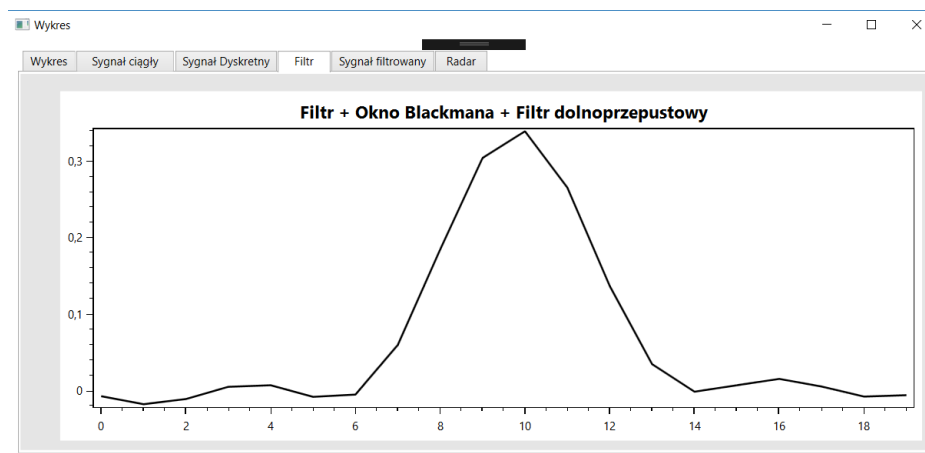 Wykres
Wykres Sygnał ciągły Sygnał Dyskretny Filtr Sygnał filtrowany Radar
Filtr + Okno Blackmana + Filtr dolnoprzepustowy
0,3
0,2
0,1
0
0 2 4 6 8 10 12 14 16 18